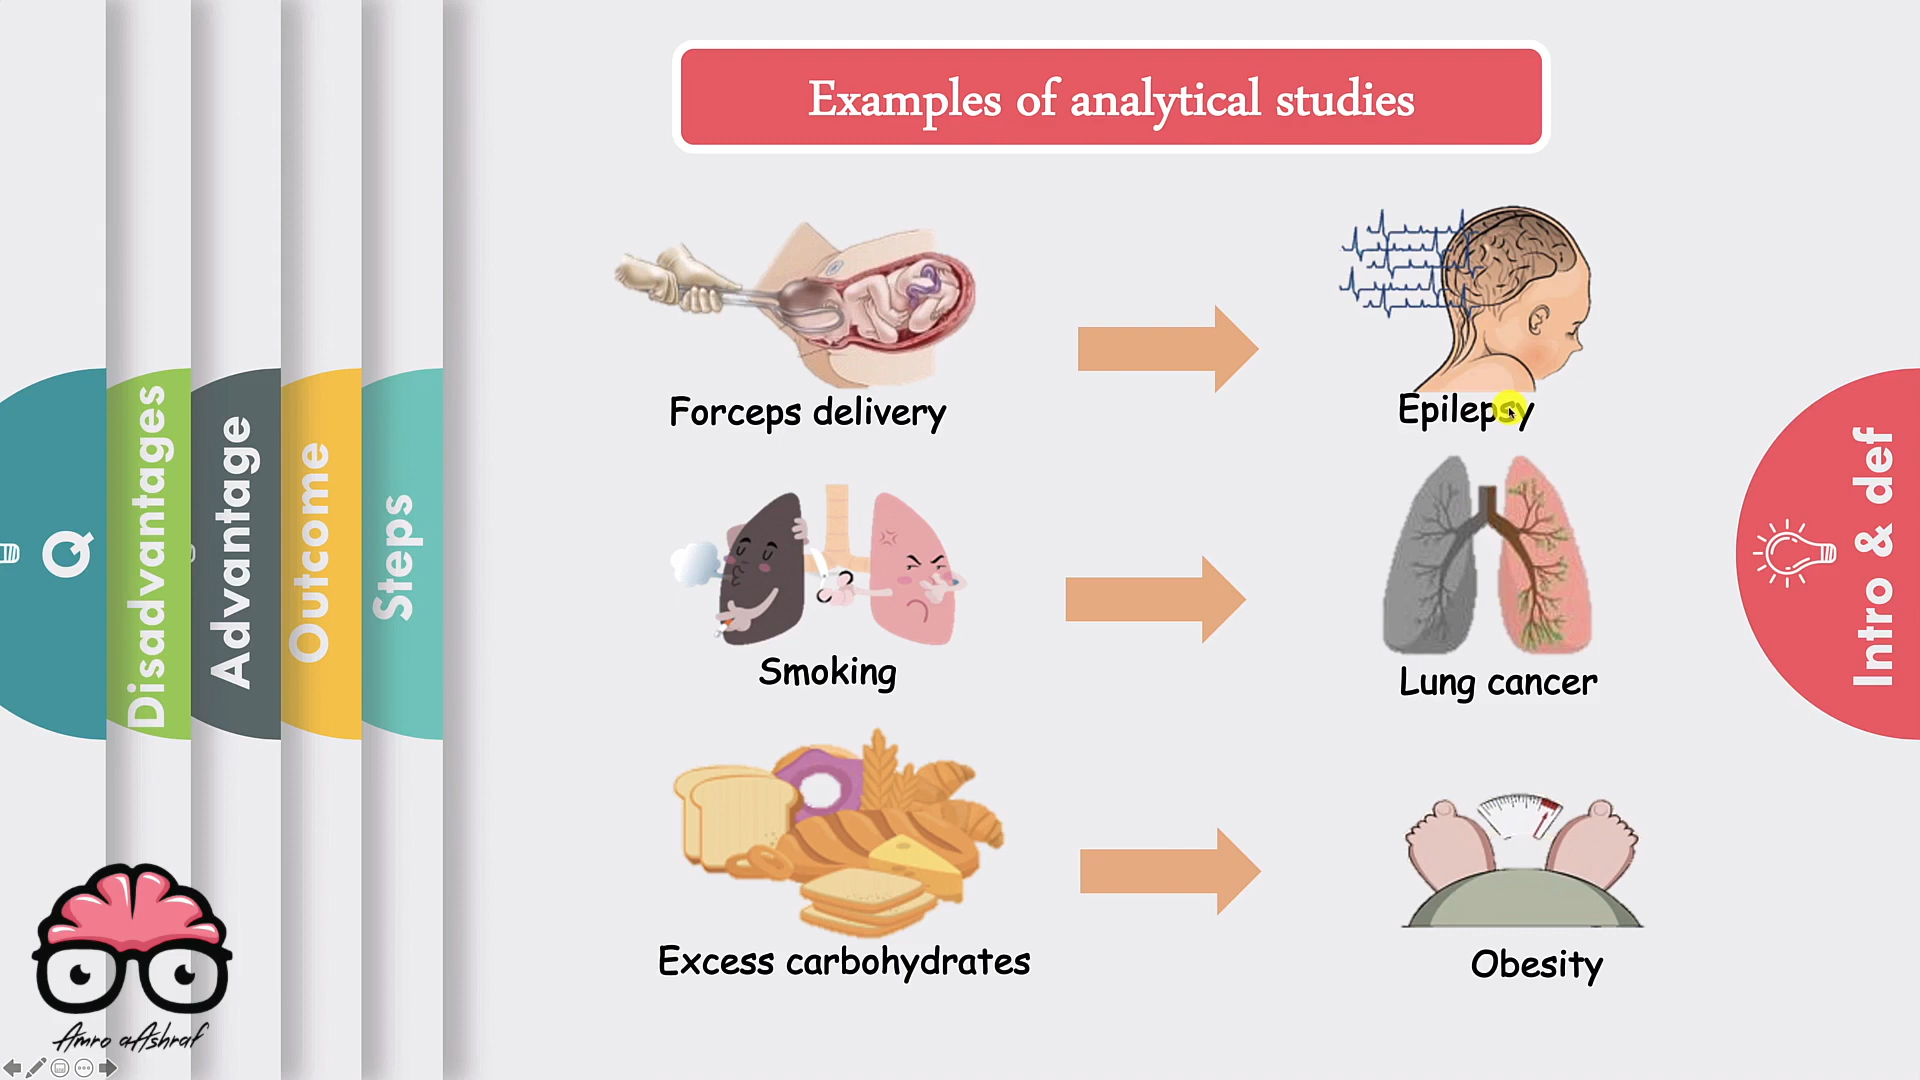 Examples of analytical studies
Forceps delivery
Epilepsy
Smoking
Lung cancer
Excess carbohydrates
Obesity
Q
Disadvantages
Advantage
Outcome
Steps
Intro & def
Amro aAshraf